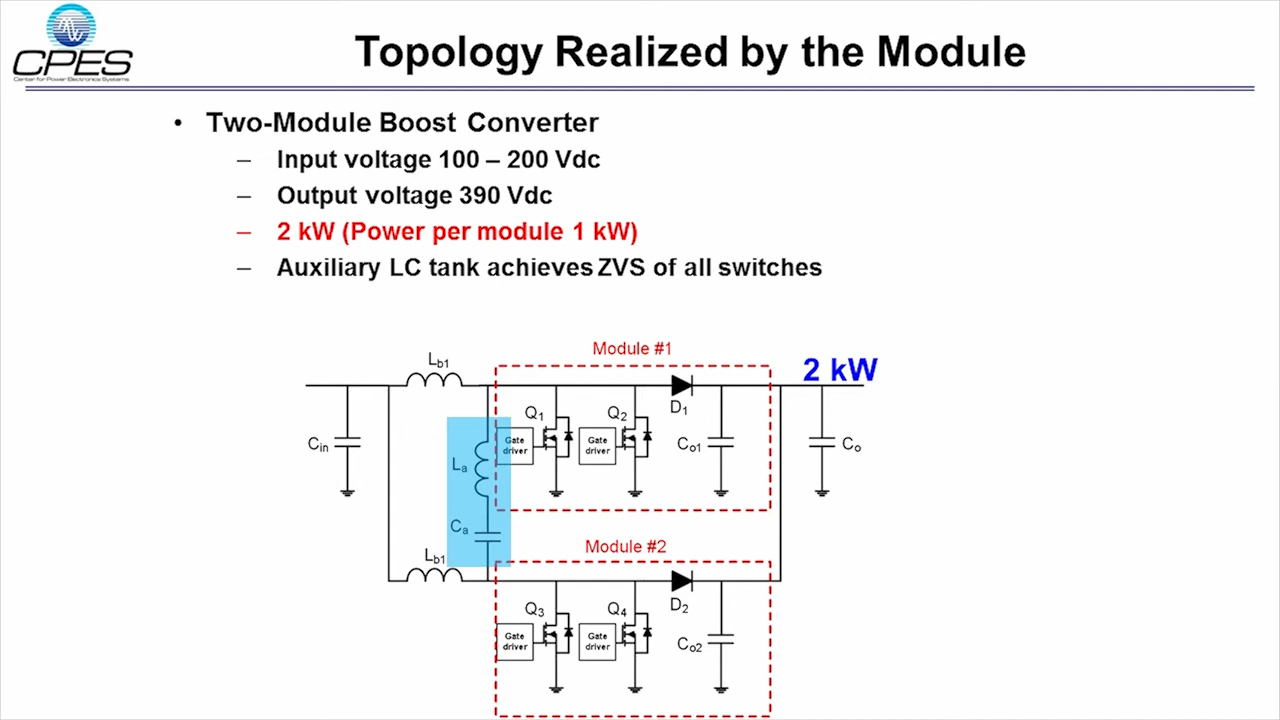 CPES
Center for Power Electronics Systems
Topology Realized by the Module
• Two-Module Boost Converter
– Input voltage 100 – 200 Vdc
– Output voltage 390 Vdc
– 2 kW (Power per module 1 kW)
– Auxiliary LC tank achieves ZVS of all switches
Module #1
Lb1
2 kW
Q1
Q2
D1
Cin
Gate
driver
Gate
driver
Co1
Co
La
Ca
Module #2
Lb1
Q3
Q4
D2
Gate
driver
Gate
driver
Co2